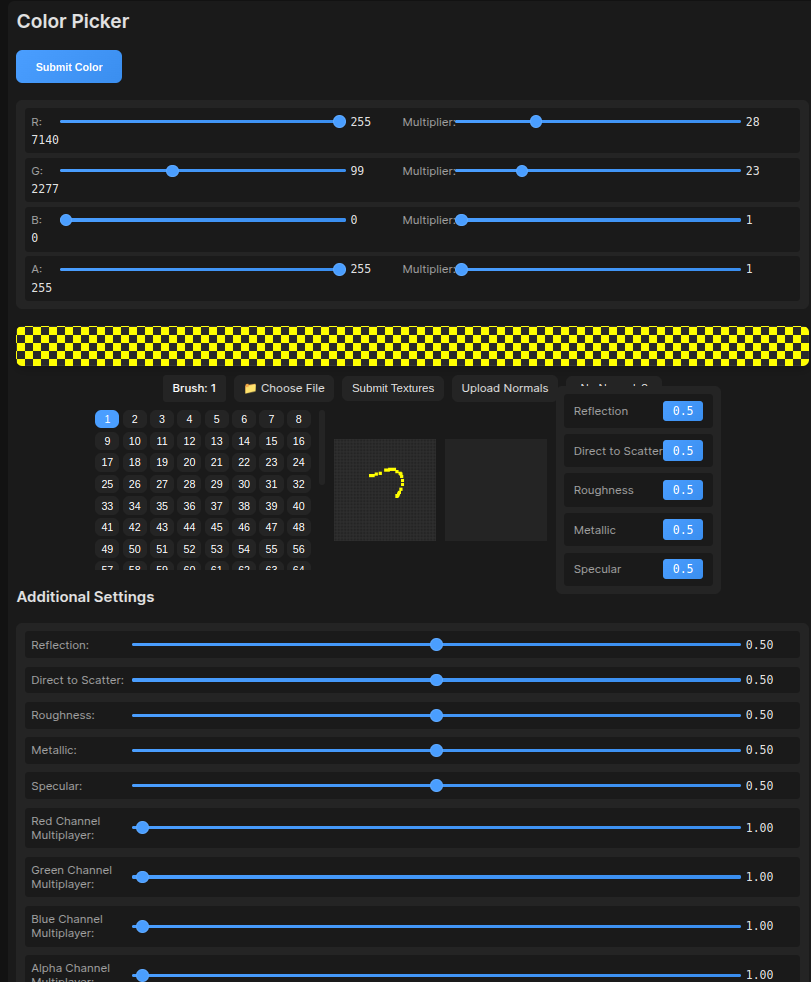 Color Picker
Submit Color
R: 255 Multiplier: 28
7140
G: 99 Multiplier: 23
2277
B: 0 Multiplier: 1
0
A: 255 Multiplier: 1
255
Brush: 1 Choose File Submit Textures Upload Normals
1 2 3 4 5 6 7 8
9 10 11 12 13 14 15 16
17 18 19 20 21 22 23 24
25 26 27 28 29 30 31 32
33 34 35 36 37 38 39 40
41 42 43 44 45 46 47 48
49 50 51 52 53 54 55 56
57 58 59 60 61 62 63 64
Reflection 0.5
Direct to Scatter 0.5
Roughness 0.5
Metallic 0.5
Specular 0.5
Additional Settings
Reflection: 0.50
Direct to Scatter: 0.50
Roughness: 0.50
Metallic: 0.50
Specular: 0.50
Red Channel
Multiplayer: 1.00
Green Channel
Multiplayer: 1.00
Blue Channel
Multiplayer: 1.00
Alpha Channel
Multiplayer: 1.00